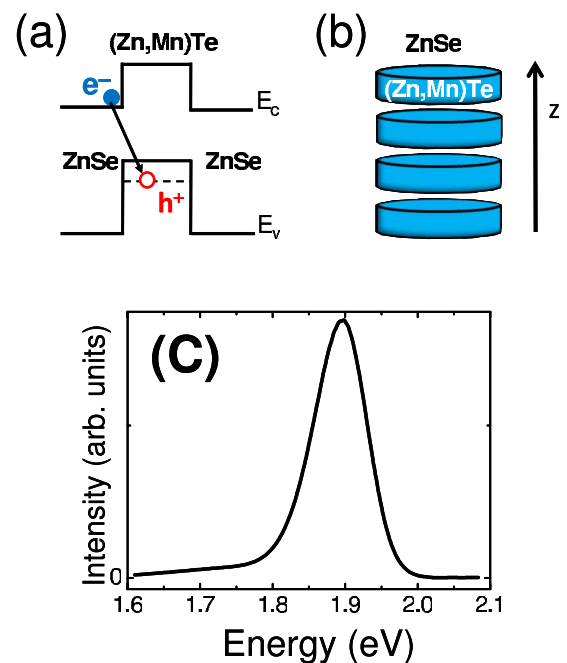 (a)
(Zn,Mn)Te
e⁻
E_c
ZnSe
ZnSe
h⁺
E_v
(b)
ZnSe
(Zn,Mn)Te
z
(C)
Intensity (arb. units)
0
1.6 1.7 1.8 1.9 2.0 2.1
Energy (eV)